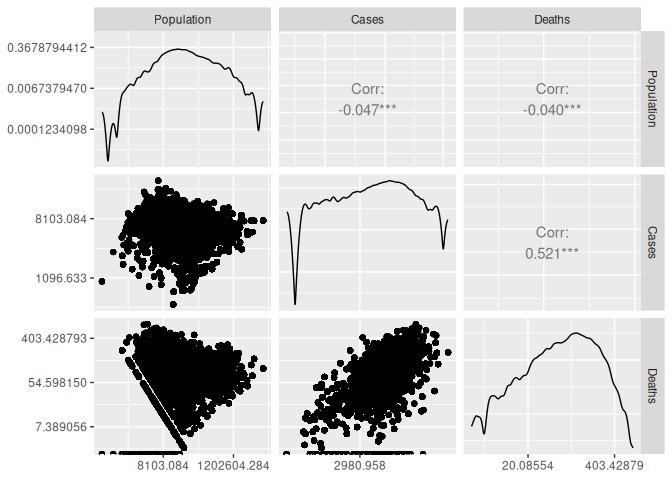 Population
Cases
Deaths
0.3678794412
0.0067379470
0.0001234098
Corr:
-0.047***
Corr:
-0.040***
Population
8103.084
1096.633
Corr:
0.521***
Cases
403.428793
54.598150
7.389056
Deaths
8103.084
1202604.284
2980.958
20.08554
403.42879